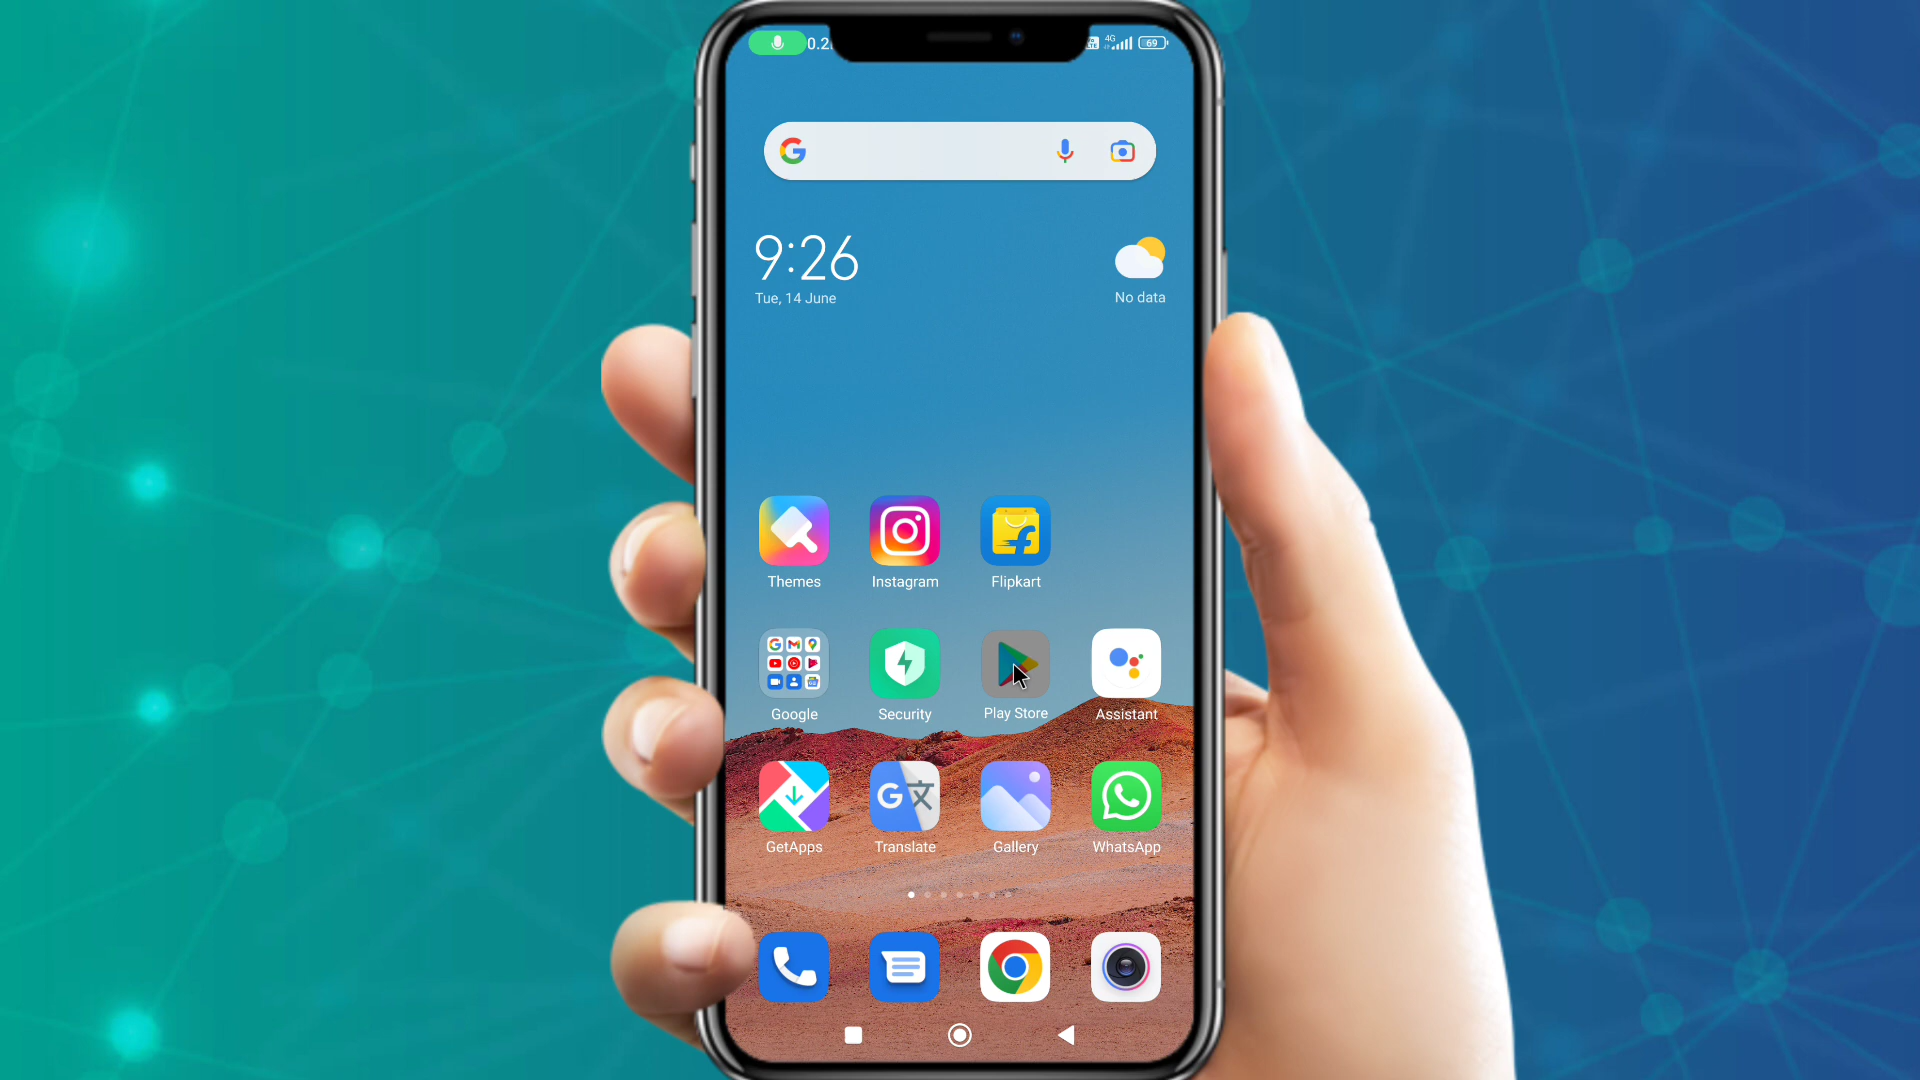 0.2
4G
69
9:26
Tue, 14 June
No data
Themes
Instagram
Flipkart
Google
Security
Play Store
Assistant
GetApps
Translate
Gallery
WhatsApp